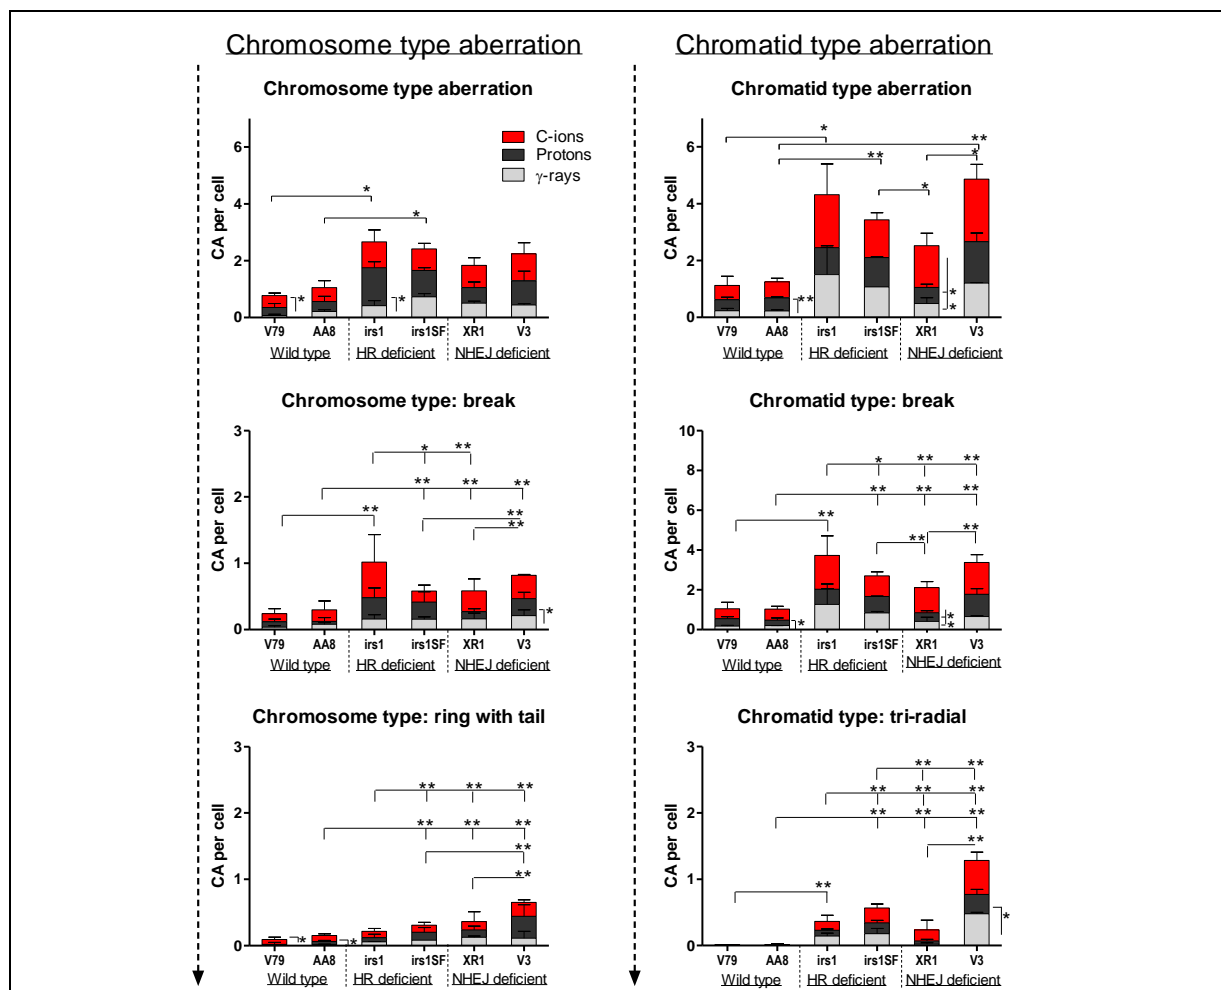 Chromosome type aberration
Chromatid type aberration
Chromosome type aberration
CA per cell
6
4
2
0
*
*
*
*
C-ions
Protons
γ-rays
V79 AA8 irs1 irs1SF XR1 V3
Wild type HR deficient NHEJ deficient
Chromatid type aberration
CA per cell
6
4
2
0
*
**
*
**
*
**
*
*
V79 AA8 irs1 irs1SF XR1 V3
Wild type HR deficient NHEJ deficient
Chromosome type: break
CA per cell
3
2
1
0
* **
** ** **
**
**
**
*
V79 AA8 irs1 irs1SF XR1 V3
Wild type HR deficient NHEJ deficient
Chromatid type: break
CA per cell
10
8
6
4
2
0
* ** **
** ** **
**
**
**
*
*
*
V79 AA8 irs1 irs1SF XR1 V3
Wild type HR deficient NHEJ deficient
Chromosome type: ring with tail
CA per cell
3
2
1
0
** ** **
** ** **
**
**
*
*
V79 AA8 irs1 irs1SF XR1 V3
Wild type HR deficient NHEJ deficient
Chromatid type: tri-radial
CA per cell
3
2
1
0
** **
** ** **
** ** **
**
**
*
V79 AA8 irs1 irs1SF XR1 V3
Wild type HR deficient NHEJ deficient